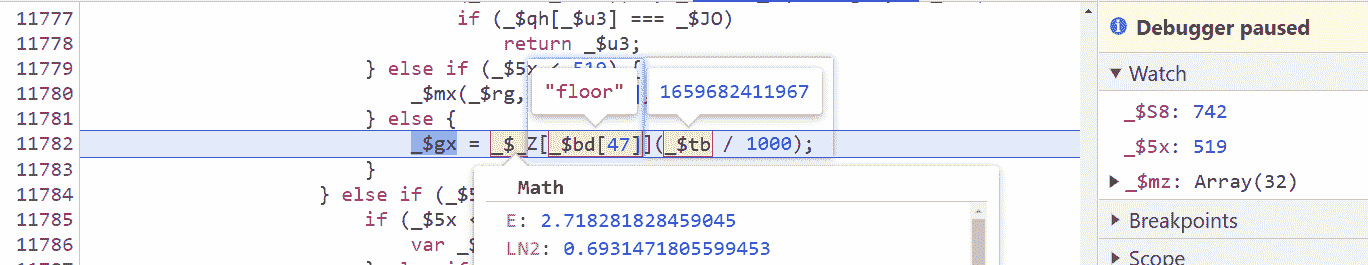 11777 if (_$qh[_$u3] === _$JO)
11778 return _$u3;
11779 } else if (_$5x < 519) {
11780 _$mx(_$rg,
"floor"
1659682411967
11781 } else {
11782 _$gx = _$_Z[_$bd[47]](_$tb / 1000);
11783 }
11784 } else if (_$5
11785 if (_$5x <
11786 var _$
Math
E: 2.718281828459045
LN2: 0.6931471805599453
Debugger paused
Watch
_$S8: 742
_$5x: 519
_$mz: Array(32)
Breakpoints
Scope